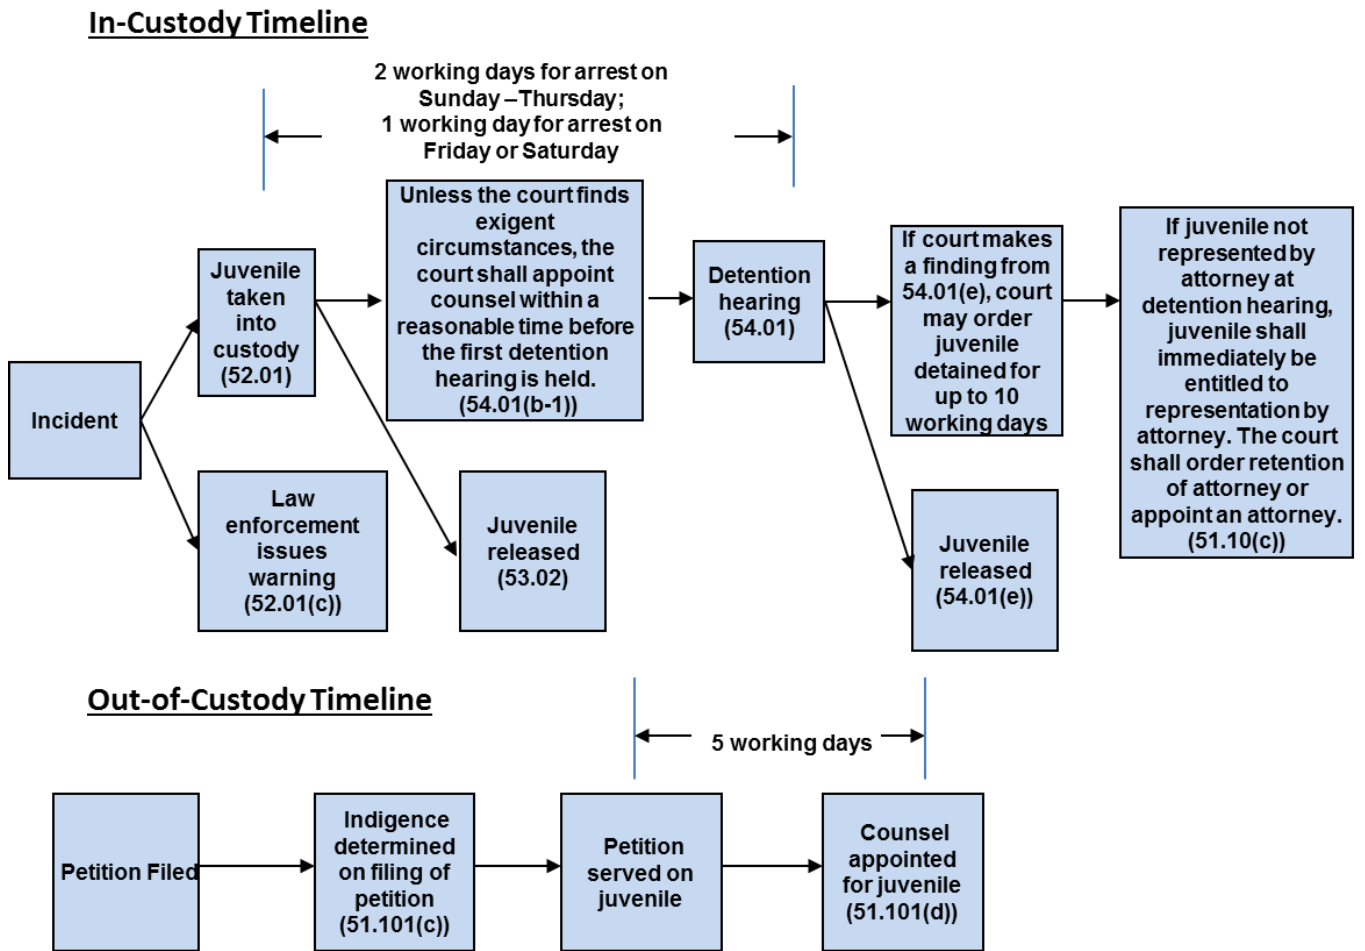 In-Custody Timeline
2 working days for arrest on
Sunday –Thursday;
1 working day for arrest on
Friday or Saturday
Incident
Juvenile
taken
into
custody
(52.01)
Law
enforcement
issues
warning
(52.01(c))
Unless the court finds
exigent
circumstances, the
court shall appoint
counsel within a
reasonable time before
the first detention
hearing is held.
(54.01(b-1))
Juvenile
released
(53.02)
Detention
hearing
(54.01)
If court makes
a finding from
54.01(e), court
may order
juvenile
detained for
up to 10
working days
Juvenile
released
(54.01(e))
If juvenile not
represented by
attorney at
detention hearing,
juvenile shall
immediately be
entitled to
representation by
attorney. The court
shall order retention
of attorney or
appoint an attorney.
(51.10(c))
Out-of-Custody Timeline
5 working days
Petition Filed
Indigence
determined
on filing of
petition
(51.101(c))
Petition
served on
juvenile
Counsel
appointed
for juvenile
(51.101(d))